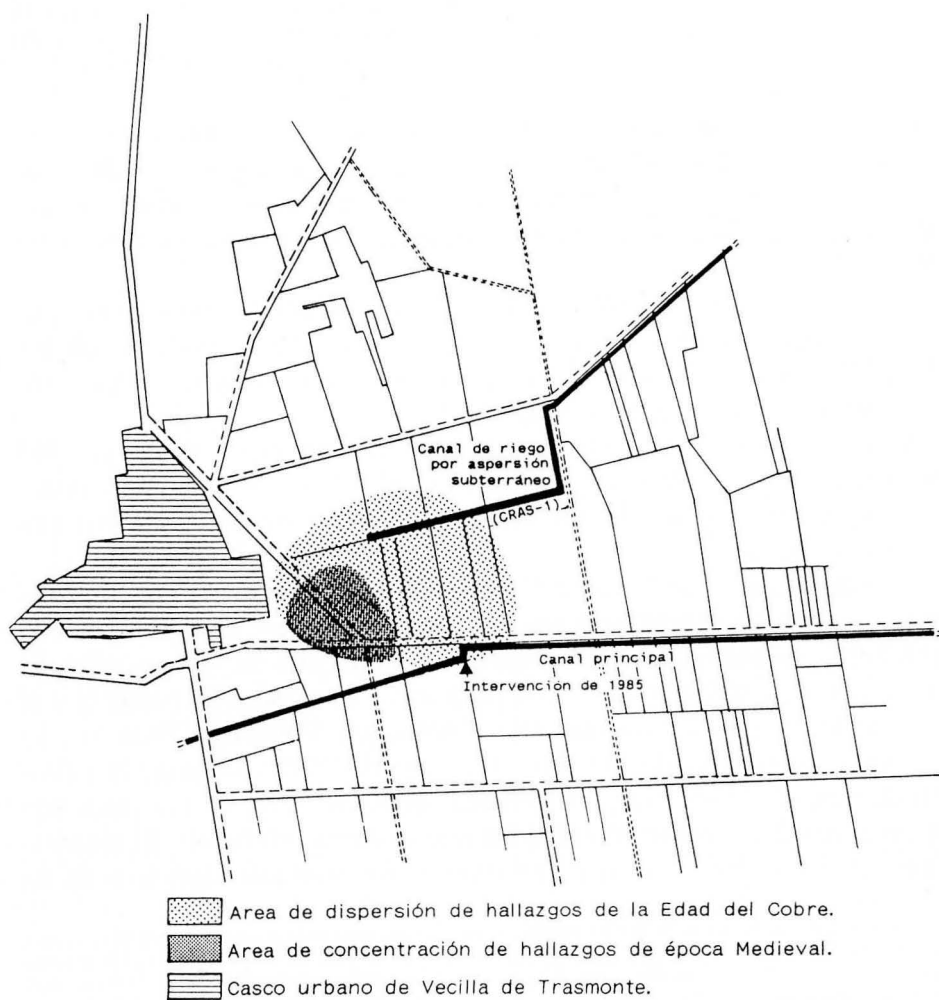 Canal de riego
por aspersión
subterráneo
(CRAS-1)
Canal principal
Intervención de 1985
Area de dispersión de hallazgos de la Edad del Cobre.
Area de concentración de hallazgos de época Medieval.
Casco urbano de Vecilla de Trasmonte.